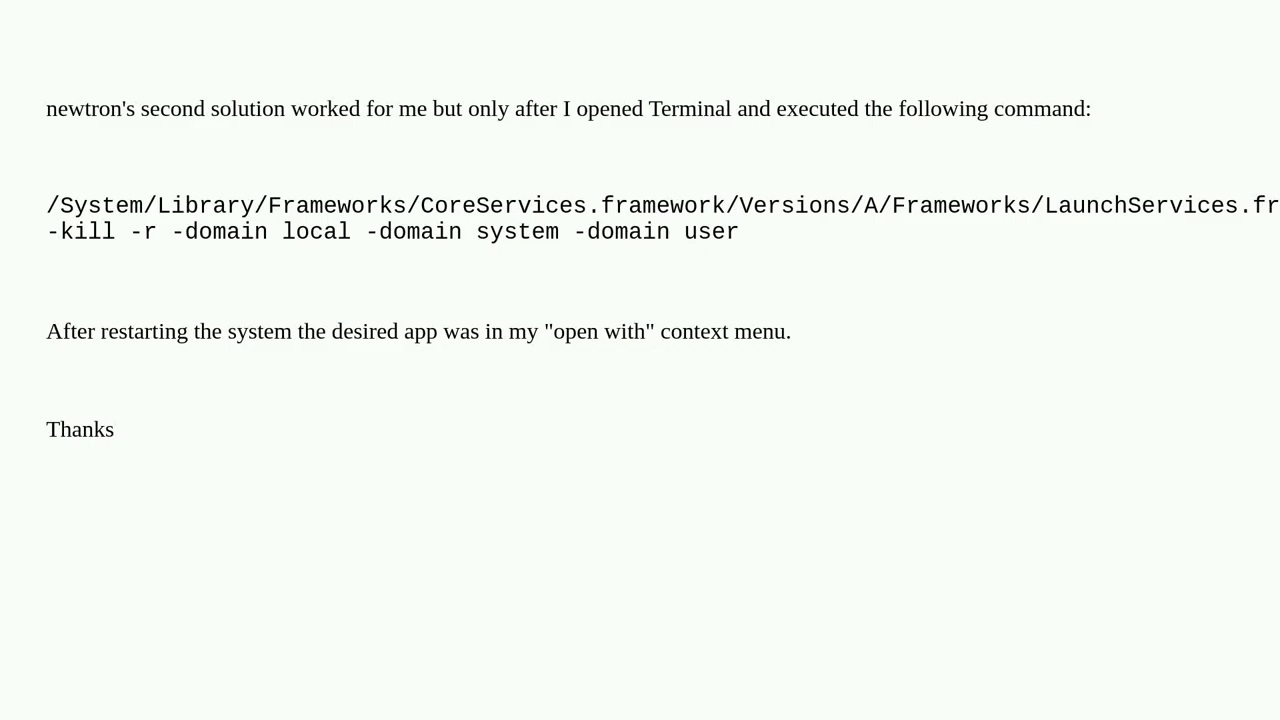 newtron's second solution worked for me but only after I opened Terminal and executed the following command:
/System/Library/Frameworks/CoreServices.framework/Versions/A/Frameworks/LaunchServices.fr
-kill -r -domain local -domain system -domain user
After restarting the system the desired app was in my "open with" context menu.
Thanks